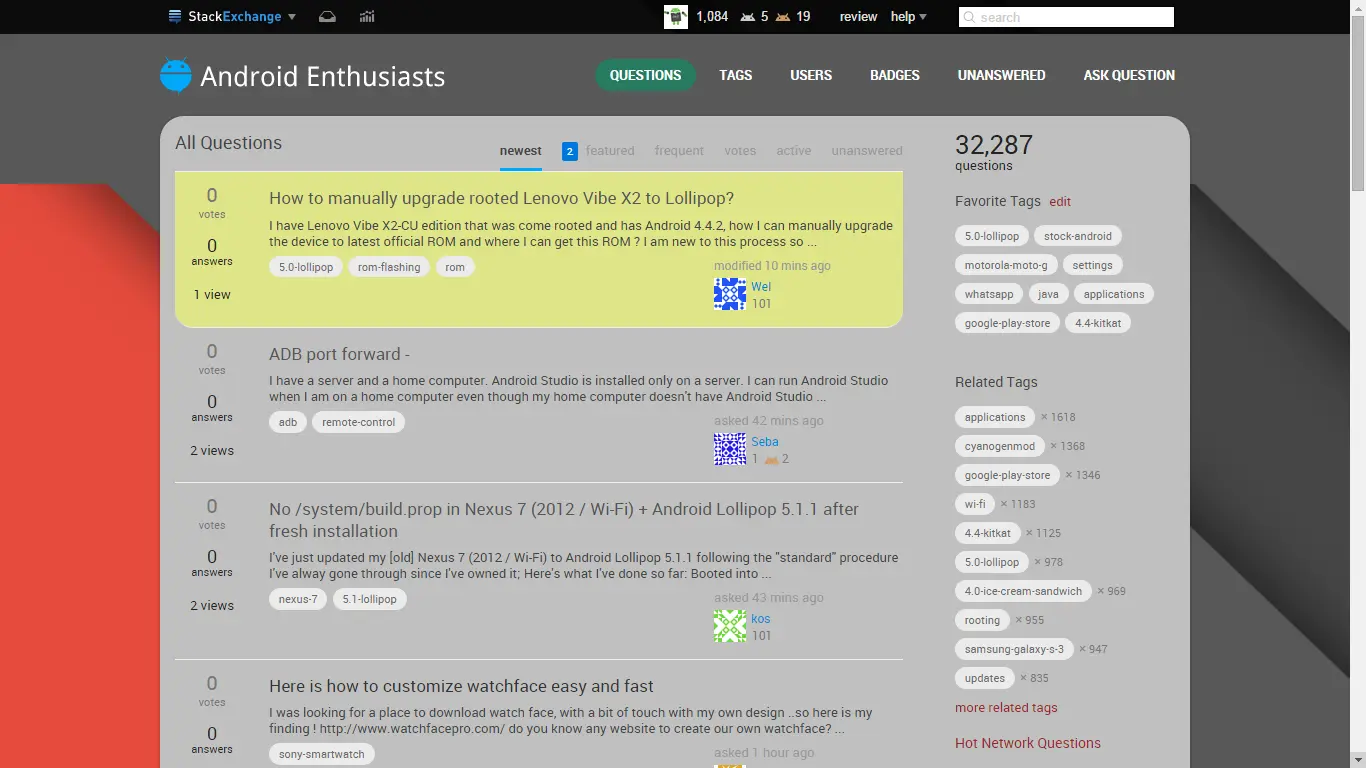 StackExchange 1,084 5 19 review help search
Android Enthusiasts QUESTIONS TAGS USERS BADGES UNANSWERED ASK QUESTION
All Questions
newest 2 featured frequent votes active unanswered
0
votes
0
answers
1 view
How to manually upgrade rooted Lenovo Vibe X2 to Lollipop?
I have Lenovo Vibe X2-CU edition that was come rooted and has Android 4.4.2, how I can manually upgrade
the device to latest official ROM and where I can get this ROM ? I am new to this process so ...
5.0-lollipop rom-flashing rom
modified 10 mins ago
Wel
101
0
votes
0
answers
2 views
ADB port forward -
I have a server and a home computer. Android Studio is installed only on a server. I can run Android Studio
when I am on a home computer even though my home computer doesn't have Android Studio ...
adb remote-control
asked 42 mins ago
Seba
1 2
0
votes
0
answers
2 views
No /system/build.prop in Nexus 7 (2012 / Wi-Fi) + Android Lollipop 5.1.1 after
fresh installation
I've just updated my [old] Nexus 7 (2012 / Wi-Fi) to Android Lollipop 5.1.1 following the "standard" procedure
I've alway gone through since I've owned it; Here's what I've done so far: Booted into ...
nexus-7 5.1-lollipop
asked 43 mins ago
kos
101
0
votes
0
answers
Here is how to customize watchface easy and fast
I was looking for a place to download watch face, with a bit of touch with my own design ..so here is my
finding ! http://www.watchfacepro.com/ do you know any website to create our own watchface? ...
sony-smartwatch
asked 1 hour ago
32,287
questions
Favorite Tags edit
5.0-lollipop stock-android
motorola-moto-g settings
whatsapp java applications
google-play-store 4.4-kitkat
Related Tags
applications × 1618
cyanogenmod × 1368
google-play-store × 1346
wi-fi × 1183
4.4-kitkat × 1125
5.0-lollipop × 978
4.0-ice-cream-sandwich × 969
rooting × 955
samsung-galaxy-s-3 × 947
updates × 835
more related tags
Hot Network Questions